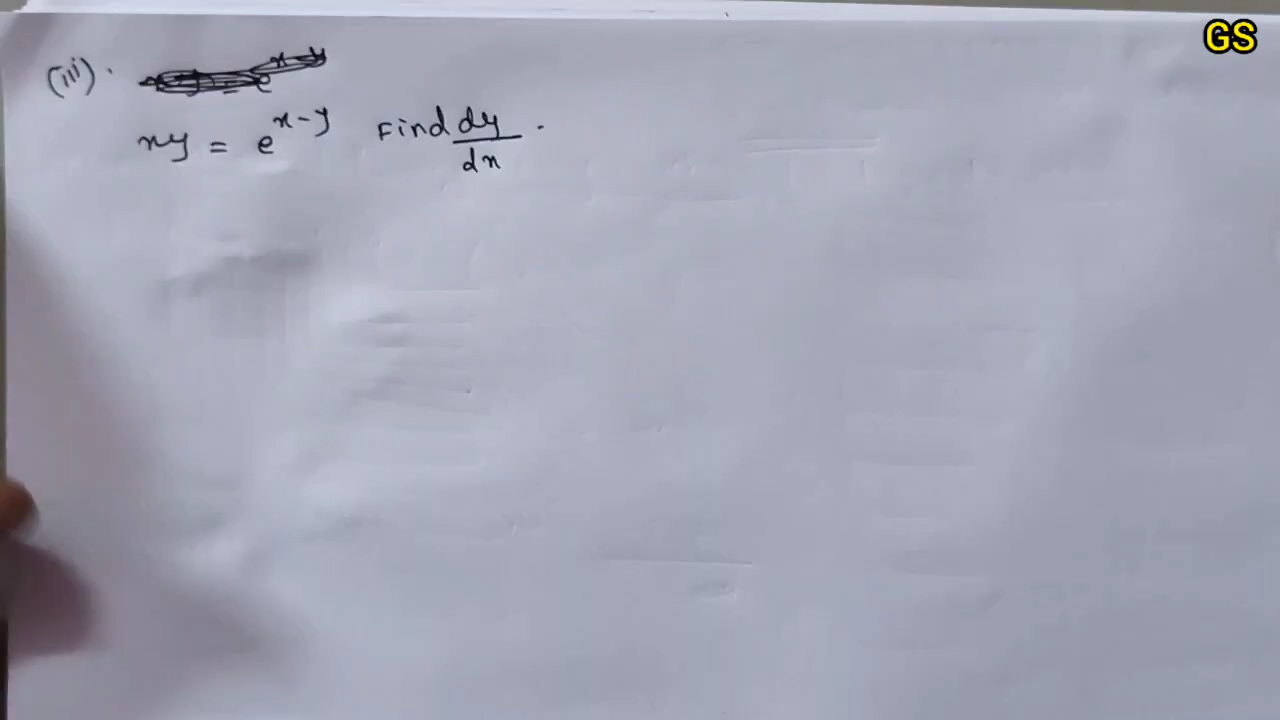 GS
(iii).
xy = e^{x-y} Find dy/dx.